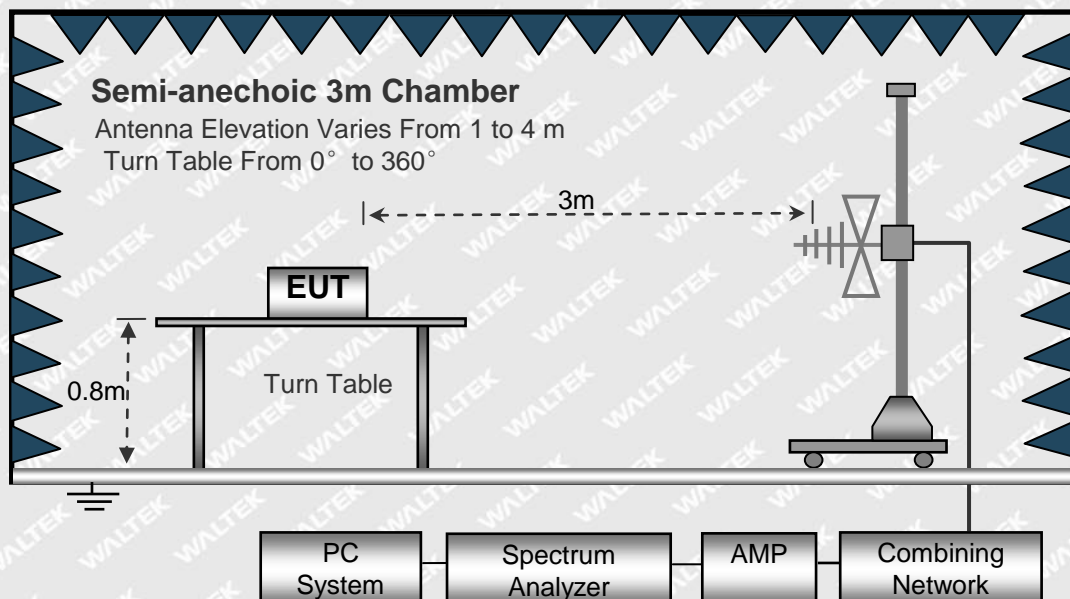 Semi-anechoic 3m Chamber
Antenna Elevation Varies From 1 to 4 m
Turn Table From 0° to 360°
3m
EUT
0.8m
Turn Table
PC
System
Spectrum
Analyzer
AMP
Combining
Network
WALTEK